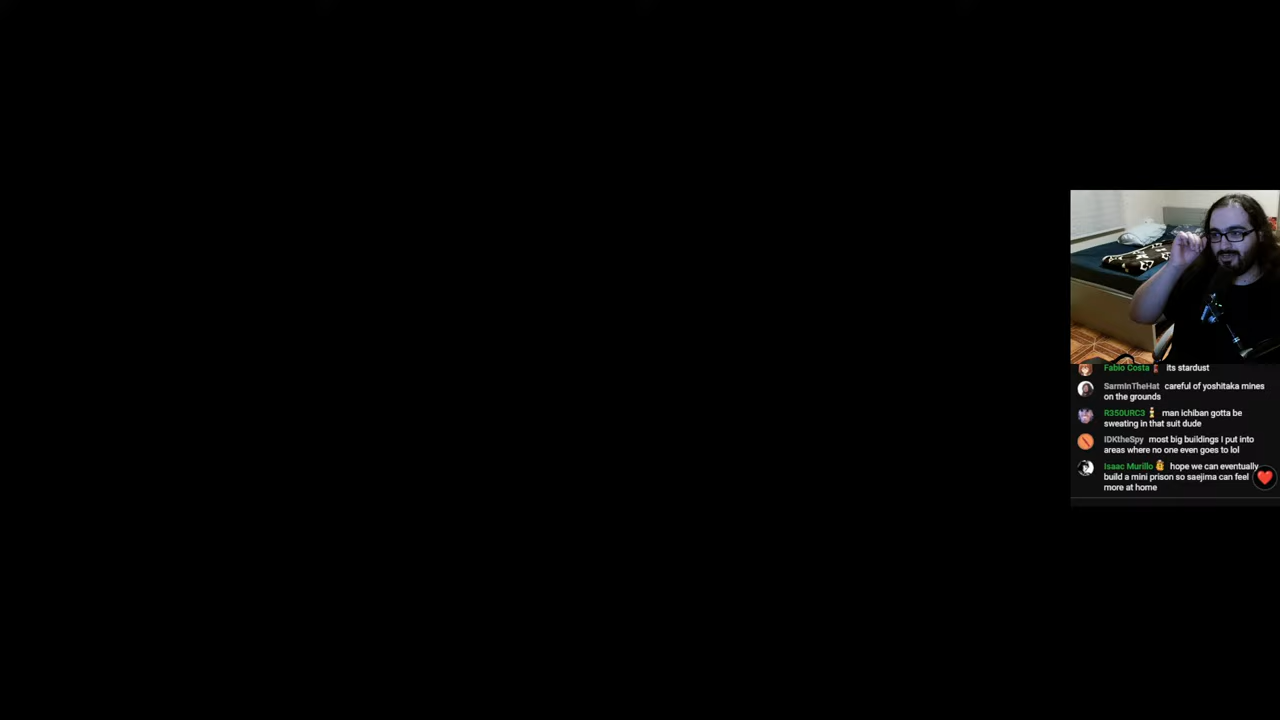 Fabio Costa its stardust
SarmInTheHat careful of yoshitaka mines
on the grounds
R350URC3 man ichiban gotta be
sweating in that suit dude
IDKtheSpy most big buildings I put into
areas where no one even goes to lol
Isaac Murillo hope we can eventually
build a mini prison so saejima can feel
more at home